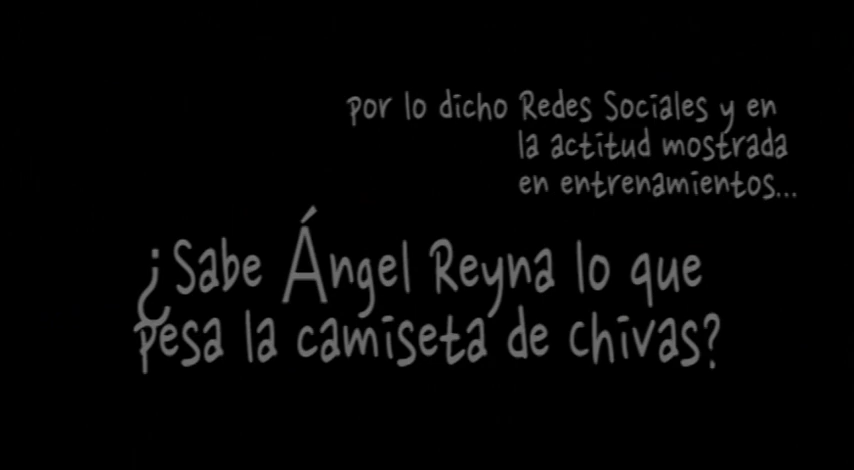 por lo dicho Redes Sociales y en
la actitud mostrada
en entrenamientos...
¿Sabe Ángel Reyna lo que
pesa la camiseta de chivas?